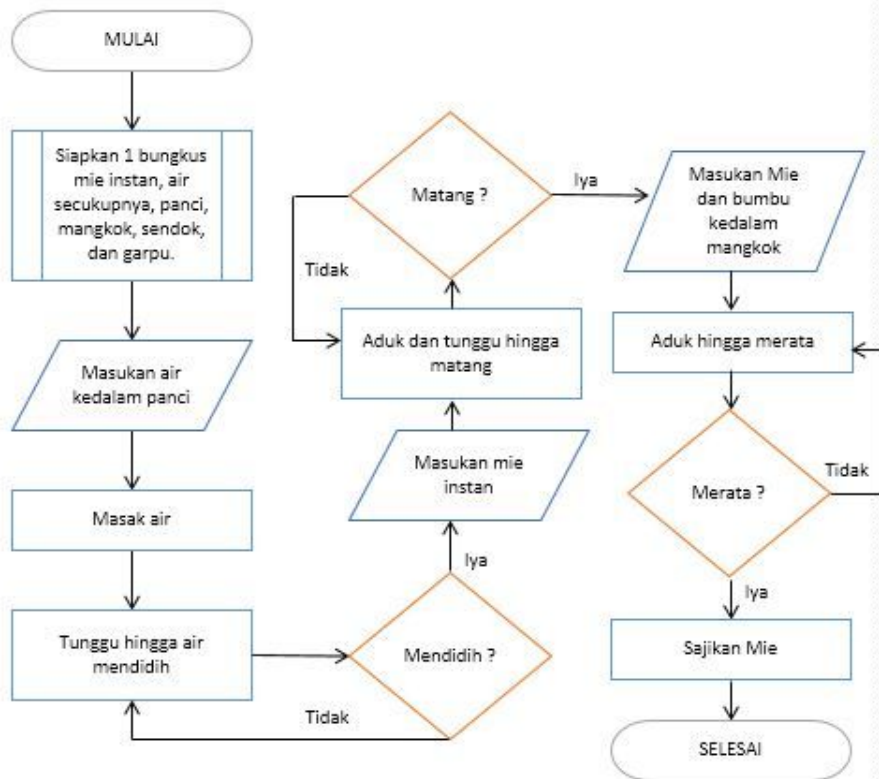 MULAI
Siapkan 1 bungkus
mie instan, air
secukupnya, panci,
mangkok, sendok,
dan garpu.
Masukan air
kedalam panci
Masak air
Tunggu hingga air
mendidih
Mendidih ?
Tidak
Iya
Masukan mie
instan
Aduk dan tunggu hingga
matang
Matang ?
Tidak
Iya
Masukan Mie
dan bumbu
kedalam
mangkok
Aduk hingga merata
Merata ?
Tidak
Iya
Sajikan Mie
SELESAI